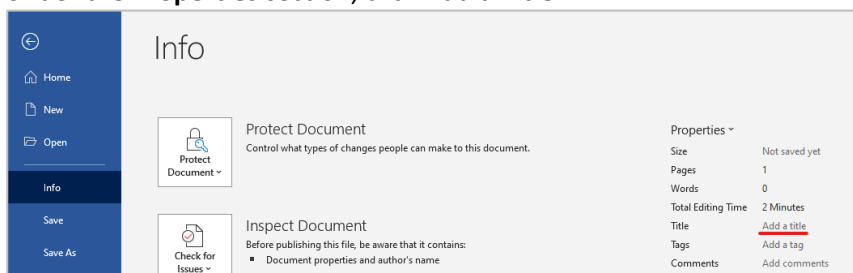 Info
Home
New
Open
Info
Save
Save As
Protect Document
Protect Document
Control what types of changes people can make to this document.
Check for Issues
Inspect Document
Before publishing this file, be aware that it contains:
Document properties and author's name
Properties
Size Not saved yet
Pages 1
Words 0
Total Editing Time 2 Minutes
Title Add a title
Tags Add a tag
Comments Add comments